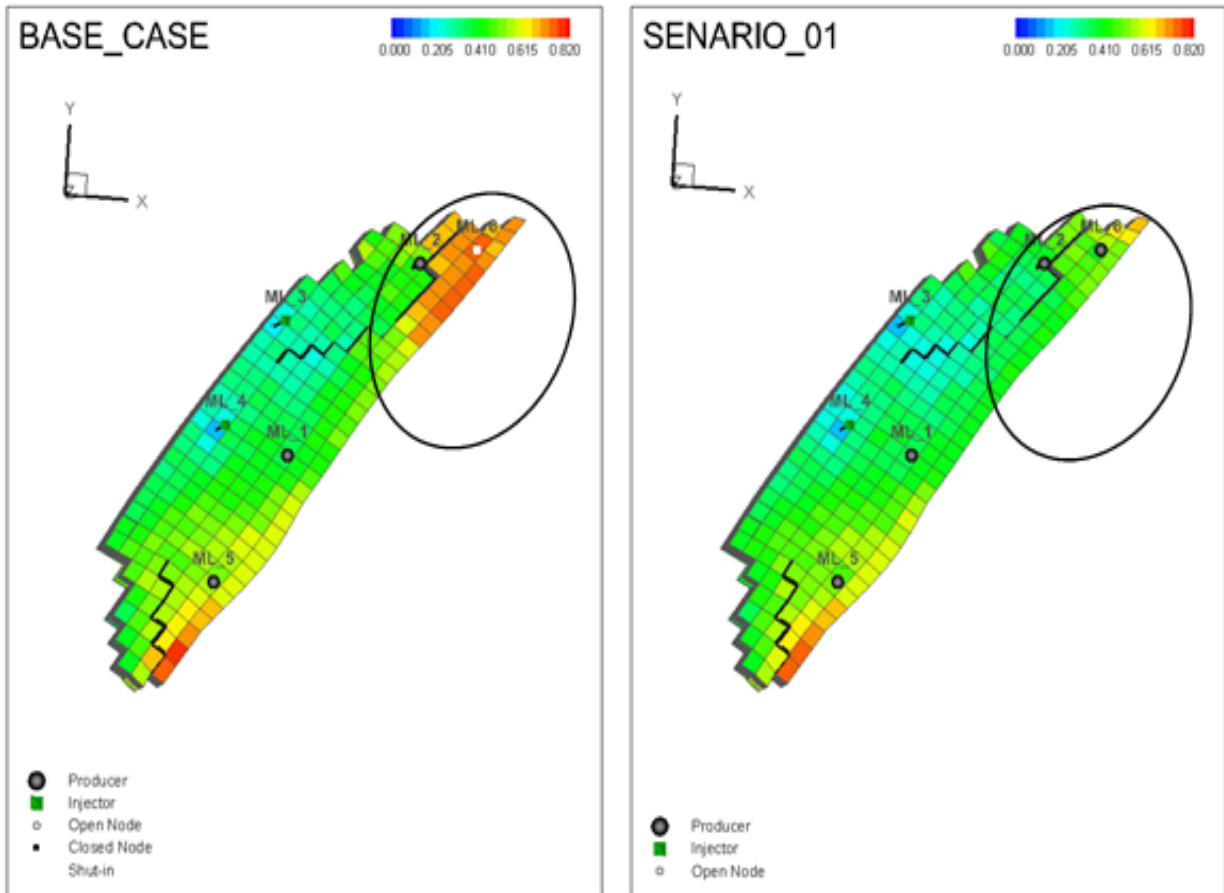 BASE_CASE
0.000 0.205 0.410 0.615 0.820
Y
Z
X
ML_6
ML_2
ML_3
ML_4
ML_1
ML_5
Producer
Injector
Open Node
Closed Node
Shut-in
SENARIO_01
0.000 0.205 0.410 0.615 0.820
Y
Z
X
ML_6
ML_2
ML_3
ML_4
ML_1
ML_5
Producer
Injector
Open Node